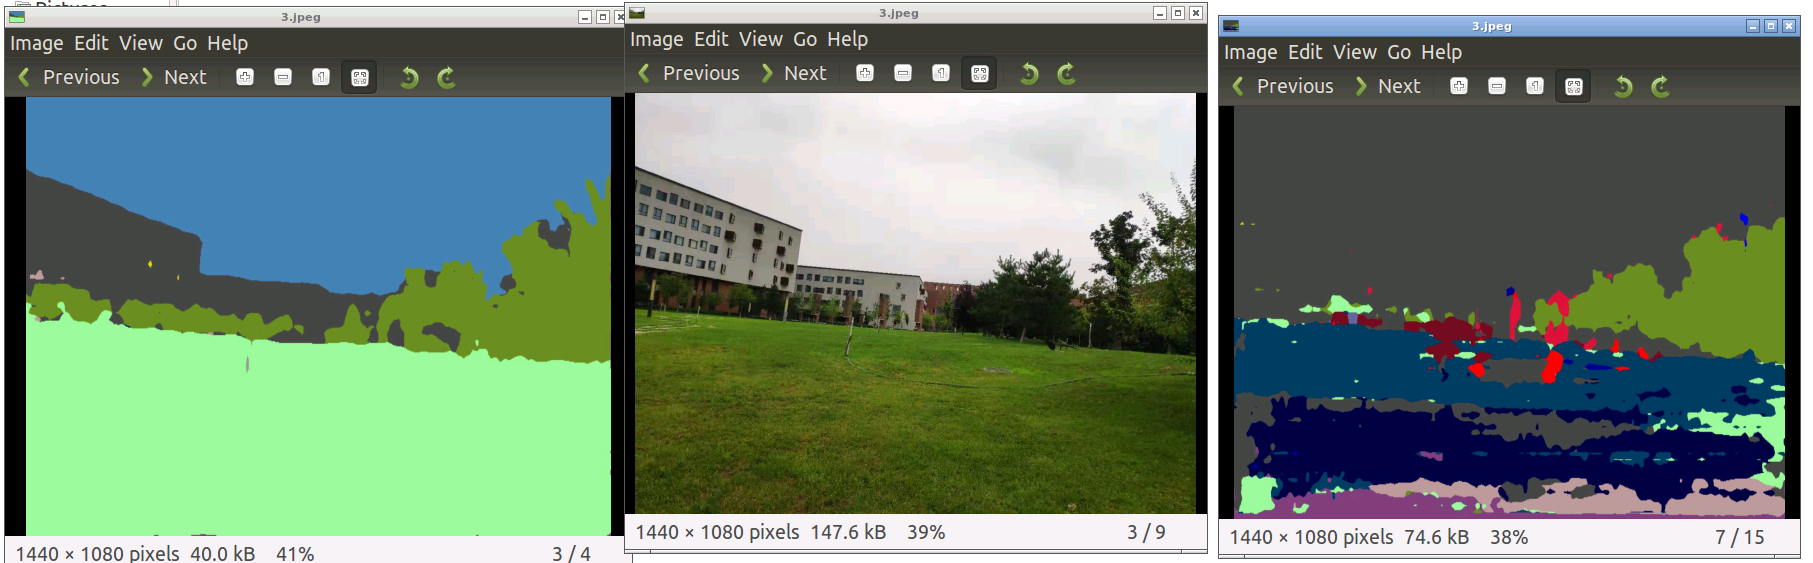 Pictures
3.jpeg
Image Edit View Go Help
Previous Next
1440 × 1080 pixels 40.0 kB 41% 3 / 4
3.jpeg
Image Edit View Go Help
Previous Next
1440 × 1080 pixels 147.6 kB 39% 3 / 9
3.jpeg
Image Edit View Go Help
Previous Next
1440 × 1080 pixels 74.6 kB 38% 7 / 15